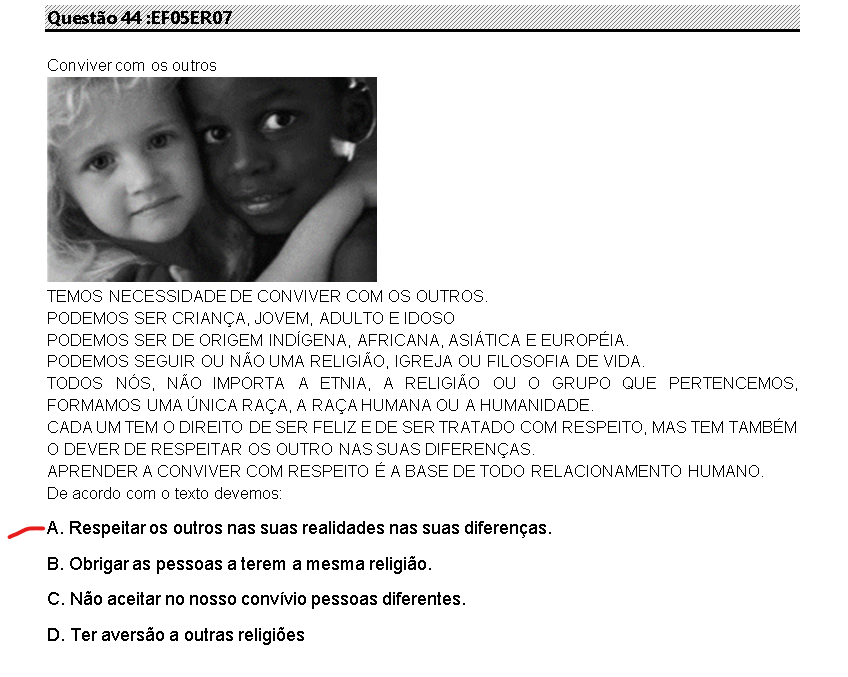 Questão 44 :EF05ER07
Conviver com os outros
TEMOS NECESSIDADE DE CONVIVER COM OS OUTROS.
PODEMOS SER CRIANÇA, JOVEM, ADULTO E IDOSO
PODEMOS SER DE ORIGEM INDÍGENA, AFRICANA, ASIÁTICA E EUROPÉIA.
PODEMOS SEGUIR OU NÃO UMA RELIGIÃO, IGREJA OU FILOSOFIA DE VIDA.
TODOS NÓS, NÃO IMPORTA A ETNIA, A RELIGIÃO OU O GRUPO QUE PERTENCEMOS,
FORMAMOS UMA ÚNICA RAÇA, A RAÇA HUMANA OU A HUMANIDADE.
CADA UM TEM O DIREITO DE SER FELIZ E DE SER TRATADO COM RESPEITO, MAS TEM TAMBÉM
O DEVER DE RESPEITAR OS OUTRO NAS SUAS DIFERENÇAS.
APRENDER A CONVIVER COM RESPEITO É A BASE DE TODO RELACIONAMENTO HUMANO.
De acordo com o texto devemos:
A. Respeitar os outros nas suas realidades nas suas diferenças.
B. Obrigar as pessoas a terem a mesma religião.
C. Não aceitar no nosso convívio pessoas diferentes.
D. Ter aversão a outras religiões